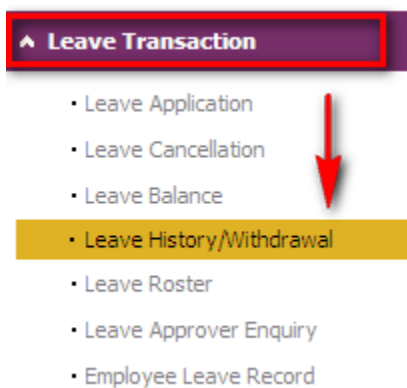 Leave Transaction
• Leave Application
• Leave Cancellation
• Leave Balance
• Leave History/Withdrawal
• Leave Roster
• Leave Approver Enquiry
• Employee Leave Record